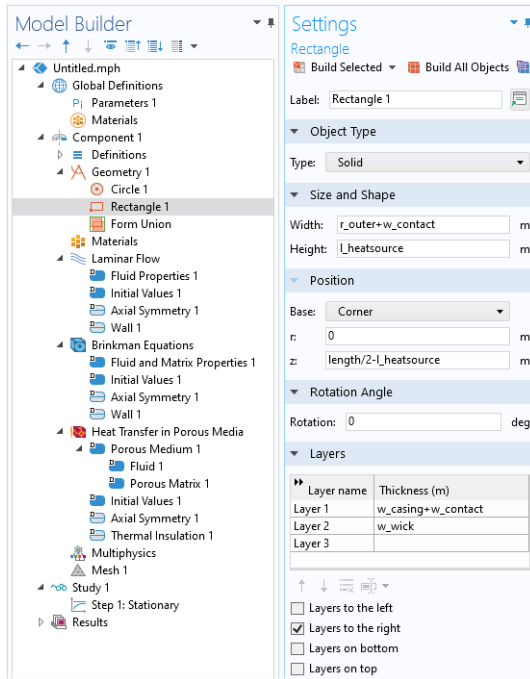 Model Builder
Untitled.mph
Global Definitions
Pi Parameters 1
Materials
Component 1
Definitions
Geometry 1
Circle 1
Rectangle 1
Form Union
Materials
Laminar Flow
Fluid Properties 1
Initial Values 1
Axial Symmetry 1
Wall 1
Brinkman Equations
Fluid and Matrix Properties 1
Initial Values 1
Axial Symmetry 1
Wall 1
Heat Transfer in Porous Media
Porous Medium 1
Fluid 1
Porous Matrix 1
Initial Values 1
Axial Symmetry 1
Thermal Insulation 1
Multiphysics
Mesh 1
Study 1
Step 1: Stationary
Results
Settings
Rectangle
Build Selected Build All Objects
Label: Rectangle 1
Object Type
Type: Solid
Size and Shape
Width: r_outer+w_contact m
Height: l_heatsource m
Position
Base: Corner
r: 0 m
z: length/2-l_heatsource m
Rotation Angle
Rotation: 0 deg
Layers
Layer name Thickness (m)
Layer 1 w_casing+w_contact
Layer 2 w_wick
Layer 3
Layers to the left
Layers to the right
Layers on bottom
Layers on top